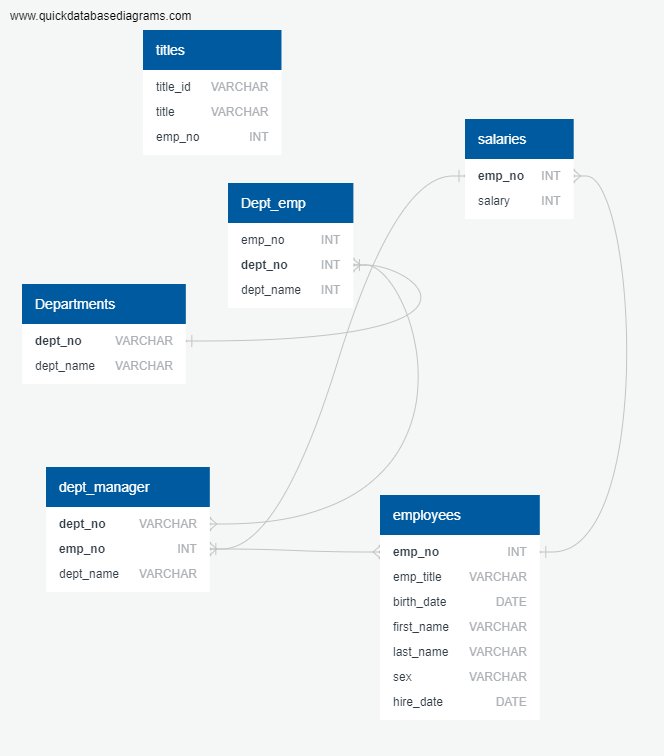 www.quickdatabasediagrams.com
titles
title_id VARCHAR
title VARCHAR
emp_no INT
salaries
emp_no INT
salary INT
Dept_emp
emp_no INT
dept_no INT
dept_name INT
Departments
dept_no VARCHAR
dept_name VARCHAR
dept_manager
dept_no VARCHAR
emp_no INT
dept_name VARCHAR
employees
emp_no INT
emp_title VARCHAR
birth_date DATE
first_name VARCHAR
last_name VARCHAR
sex VARCHAR
hire_date DATE